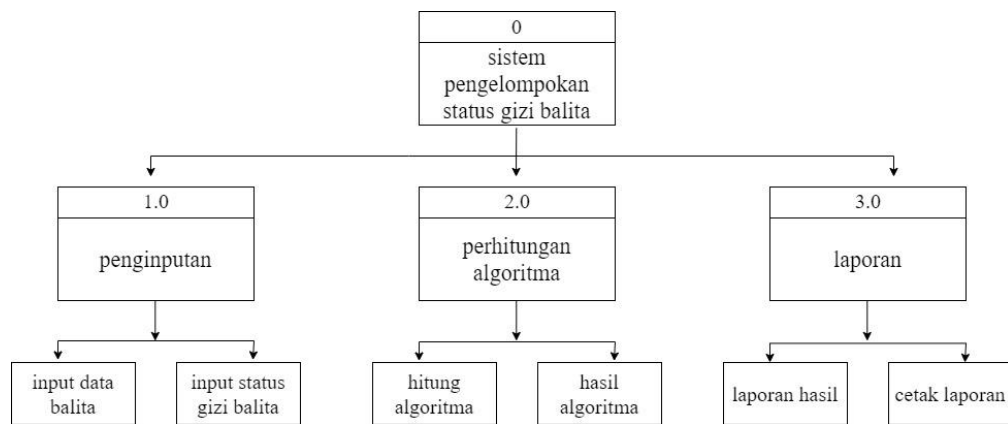 0
sistem
pengelompokan
status gizi balita
1.0
penginputan
2.0
perhitungan
algoritma
3.0
laporan
input data
balita
input status
gizi balita
hitung
algoritma
hasil
algoritma
laporan hasil
cetak laporan